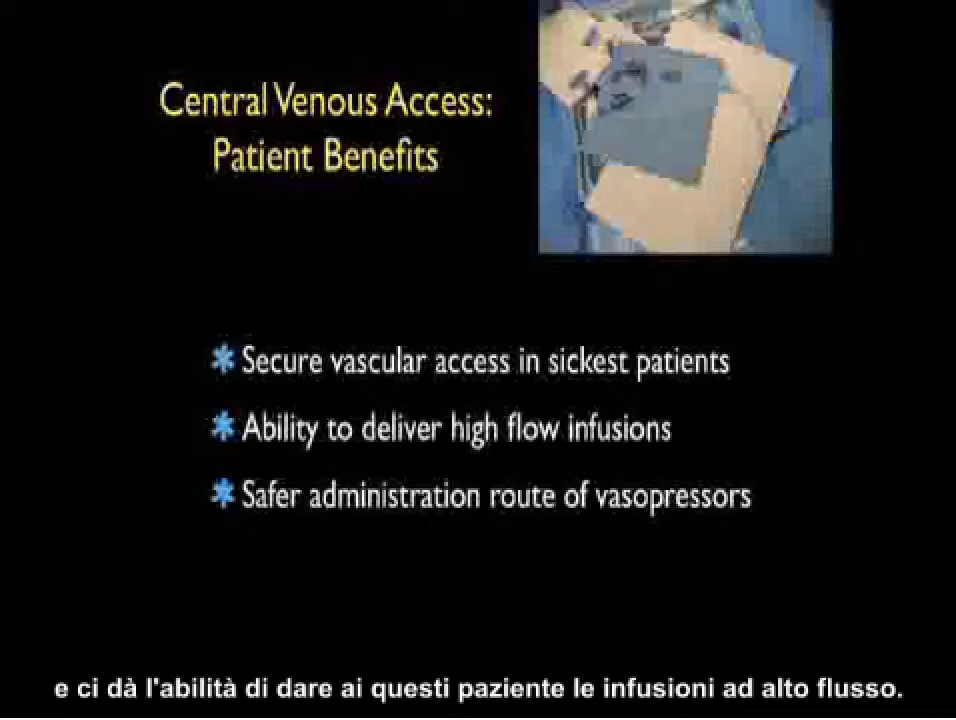 Central Venous Access:
Patient Benefits
✱ Secure vascular access in sickest patients
✱ Ability to deliver high flow infusions
✱ Safer administration route of vasopressors
e ci dà l'abilità di dare ai questi paziente le infusioni ad alto flusso.